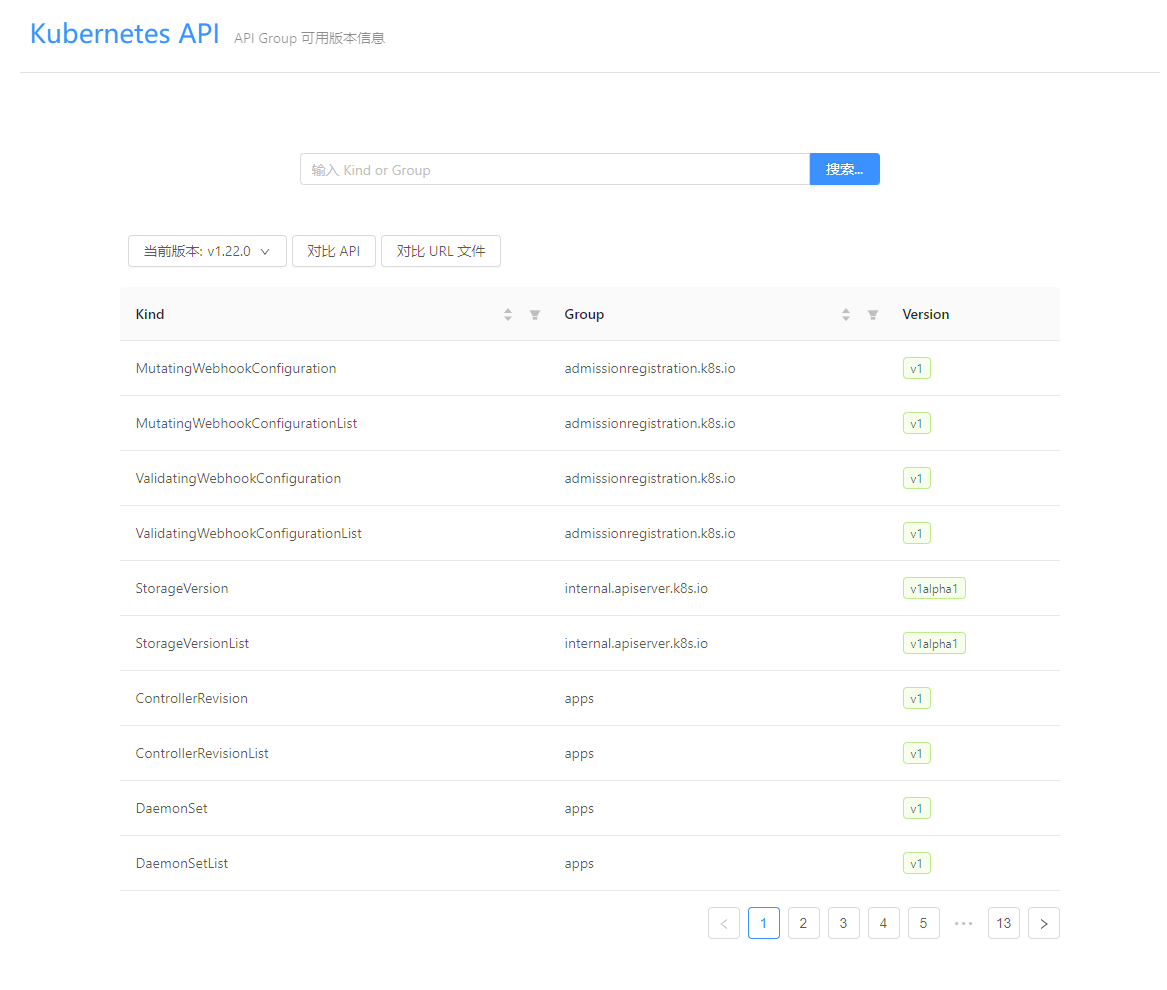 Kubernetes API API Group 可用版本信息
输入 Kind or Group 搜索...
当前版本: v1.22.0 对比 API 对比 URL 文件
Kind Group Version
MutatingWebhookConfiguration admissionregistration.k8s.io v1
MutatingWebhookConfigurationList admissionregistration.k8s.io v1
ValidatingWebhookConfiguration admissionregistration.k8s.io v1
ValidatingWebhookConfigurationList admissionregistration.k8s.io v1
StorageVersion internal.apiserver.k8s.io v1alpha1
StorageVersionList internal.apiserver.k8s.io v1alpha1
ControllerRevision apps v1
ControllerRevisionList apps v1
DaemonSet apps v1
DaemonSetList apps v1
< 1 2 3 4 5 ••• 13 >